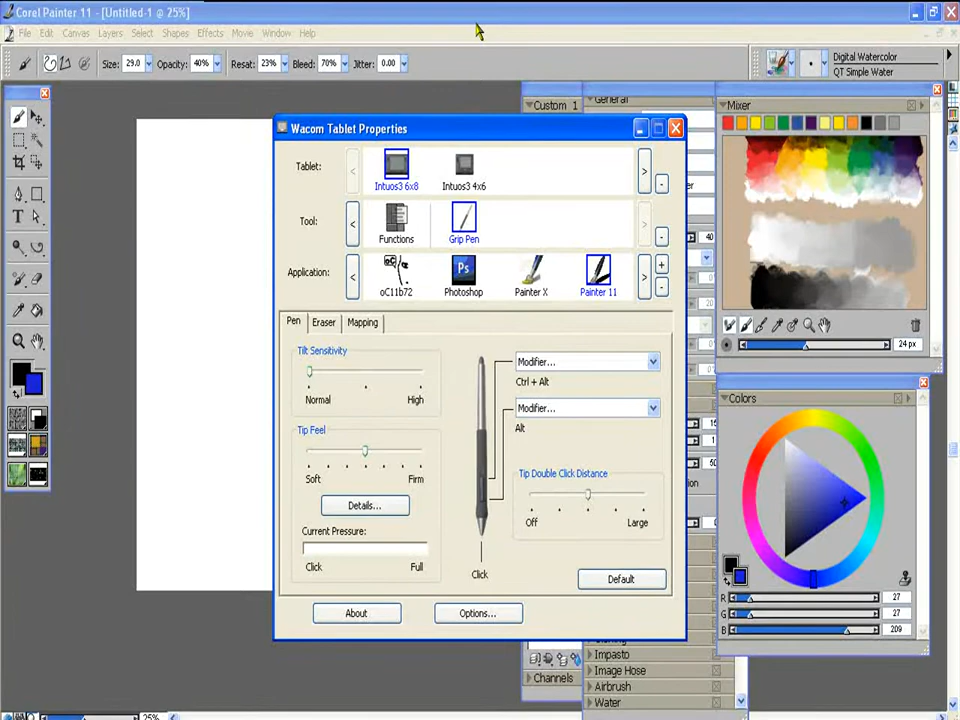 Corel Painter 11 - [Untitled-1 @ 25%]
File Edit Canvas Layers Select Shapes Effects Movie Window Help
Size: 29.0 Opacity: 40% Resat: 23% Bleed: 70% Jitter: 0.00
Digital Watercolor
QT Simple Water
Custom 1
General
Mixer
Wacom Tablet Properties
Tablet:
Intuos3 6x8
Intuos3 4x6
Tool:
Functions
Grip Pen
Application:
oC11b72
Ps
Photoshop
Painter X
Painter 11
Pen Eraser Mapping
Tilt Sensitivity
Normal High
Tip Feel
Soft Firm
Details...
Current Pressure:
Click Full
Modifier...
Ctrl + Alt
Modifier...
Alt
Tip Double Click Distance
Off Large
Click
Default
About
Options...
24 px
Colors
R 27
G 27
B 209
Impasto
Image Hose
Airbrush
Water
Channels
25%